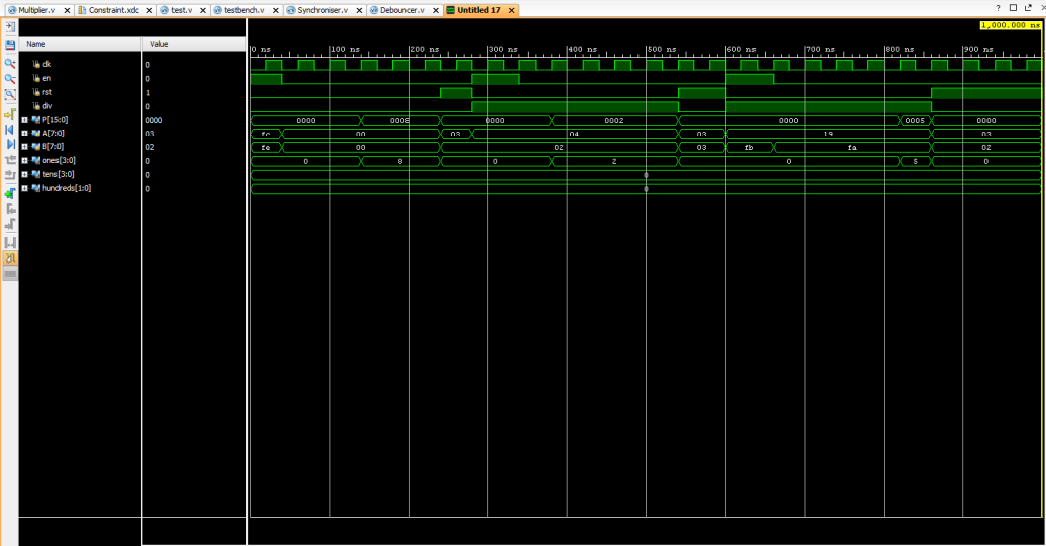 Multiplier.v Constraint.xdc test.v testbench.v Synchroniser.v Debouncer.v Untitled 17
1,000.000 ns
Name Value 0 ns 100 ns 200 ns 300 ns 400 ns 500 ns 600 ns 700 ns 800 ns 900 ns
clk 0
en 0
rst 1
div 0
P[15:0] 0000 0000 0000 0002 0000 0005 0000
A[7:0] 03 fc 00 03 04 03 19 03
B[7:0] 02 fe 00 02 03 fb fa 02
ones[3:0] 0 0 8 0 2 0 5 0
tens[3:0] 0 0
hundreds[1:0] 0 0